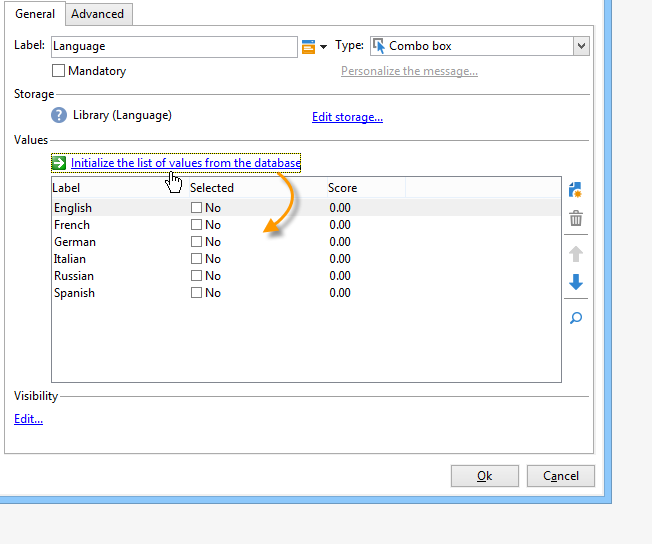 General Advanced
Label: Language Type: Combo box
Mandatory Personalize the message...
Storage
Library (Language) Edit storage...
Values
Initialize the list of values from the database
Label Selected Score
English No 0.00
French No 0.00
German No 0.00
Italian No 0.00
Russian No 0.00
Spanish No 0.00
Visibility
Edit...
Ok Cancel